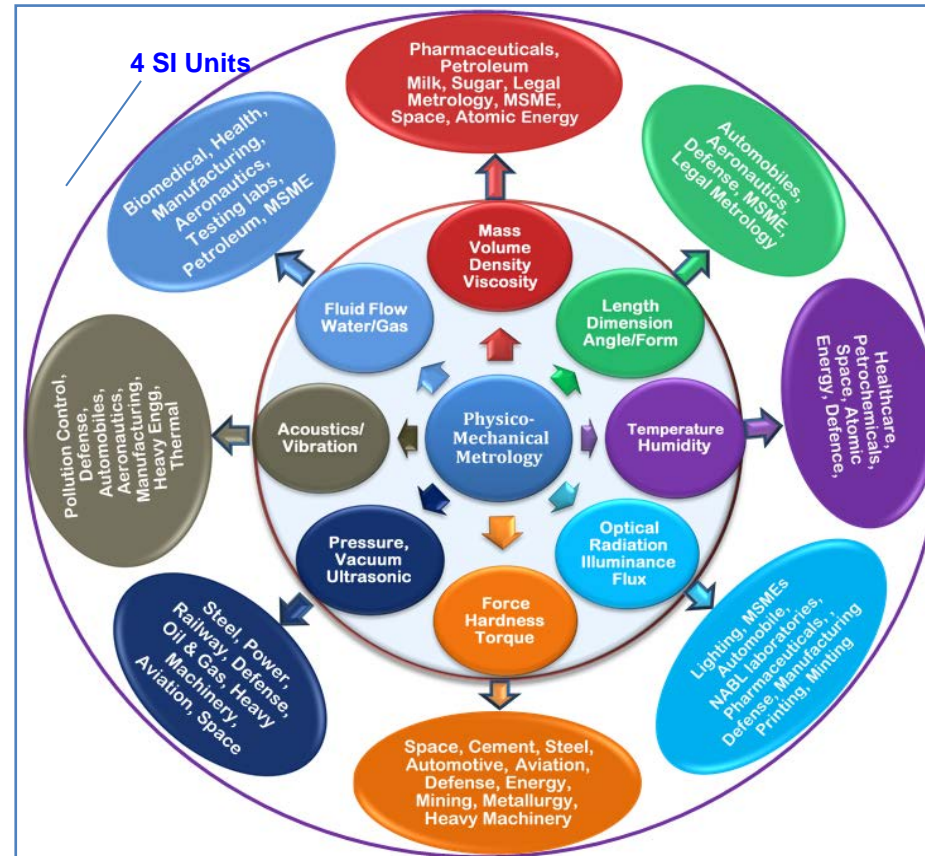 4 SI Units
Pharmaceuticals,
Petroleum
Milk, Sugar, Legal
Metrology, MSME,
Space, Atomic Energy
Automobiles,
Aeronautics,
Defense, MSME,
Legal Metrology
Healthcare,
Petrochemicals,
Space, Atomic
Energy, Defence,
Lighting, MSMEs
Automobile,
NABL laboratories,
Pharmaceuticals,
Defense, Manufacturing
Printing, Minting
Space, Cement, Steel,
Automotive, Aviation,
Defense, Energy,
Mining, Metallurgy,
Heavy Machinery
Steel, Power,
Railway, Defense,
Oil & Gas, Heavy
Machinery,
Aviation, Space
Pollution Control,
Defense,
Automobiles,
Aeronautics,
Manufacturing,
Heavy Engg,
Thermal
Biomedical, Health,
Manufacturing,
Aeronautics,
Testing labs,
Petroleum, MSME
Mass
Volume
Density
Viscosity
Length
Dimension
Angle/Form
Temperature
Humidity
Optical
Radiation
Illuminance
Flux
Force
Hardness
Torque
Pressure,
Vacuum
Ultrasonic
Acoustics/
Vibration
Fluid Flow
Water/Gas
Physico-
Mechanical
Metrology